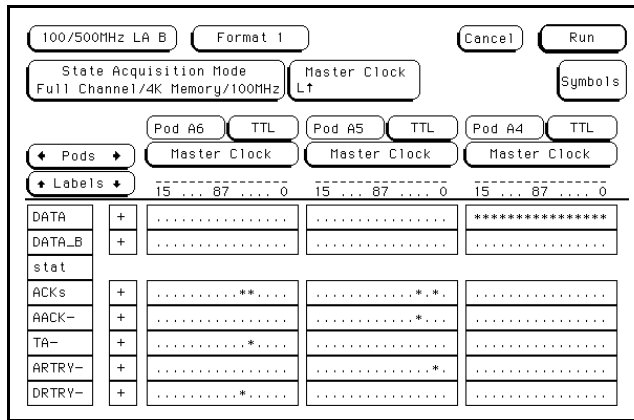 100/500MHz LA B Format 1 Cancel Run
State Acquisition Mode Master Clock Symbols
Full Channel/4K Memory/100MHz L↑
Pod A6 TTL Pod A5 TTL Pod A4 TTL
← Pods → Master Clock Master Clock Master Clock
↑ Labels ↓
15 ... 87 .... 0 15 ... 87 .... 0 15 ... 87 .... 0
DATA + ................ ................ ****************
DATA_B + ................ ................ ................
stat
ACKs + ..........**.... ............*.*. ................
AACK- + ................ ............*... ................
TA- + ...........*.... ................ ................
ARTRY- + ................ ..............*. ................
DRTRY- + ..........*..... ................ ................